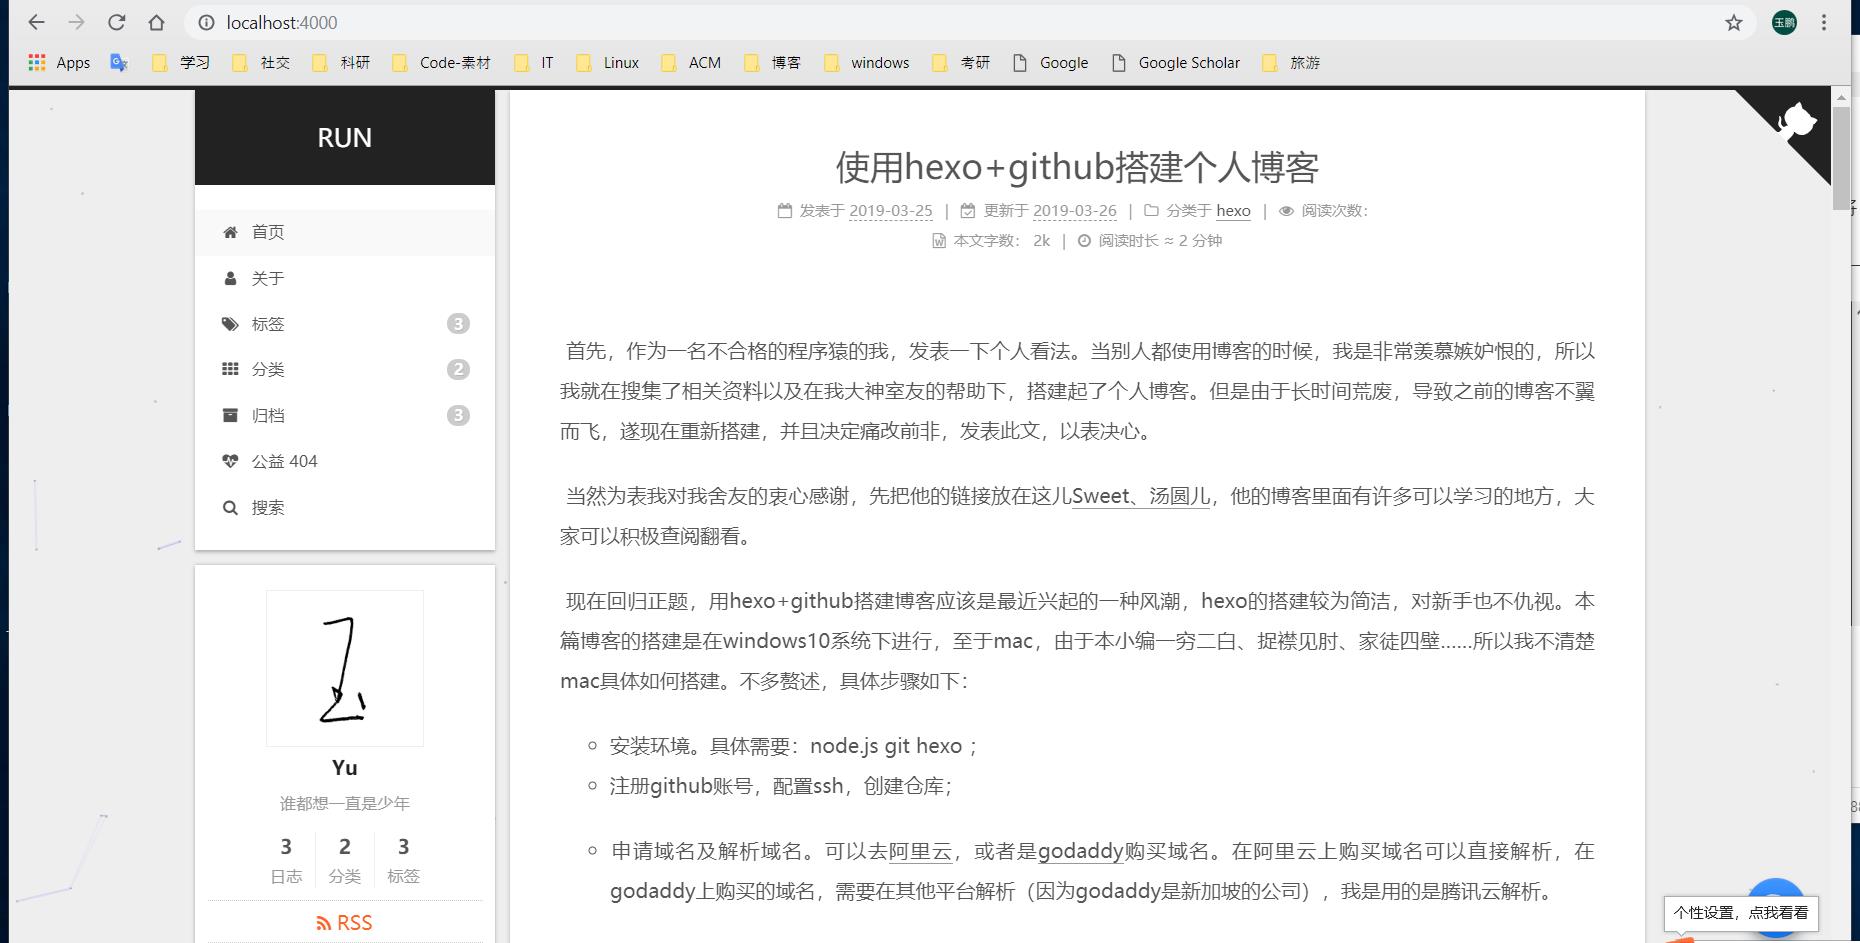 localhost:4000
玉鹏
Apps 学习 社交 科研 Code-素材 IT Linux ACM 博客 windows 考研 Google Google Scholar 旅游
RUN
首页
关于
标签 3
分类 2
归档 3
公益 404
搜索
Yu
谁都想一直是少年
3 2 3
日志 分类 标签
RSS
使用hexo+github搭建个人博客
发表于 2019-03-25 | 更新于 2019-03-26 | 分类于 hexo | 阅读次数:
本文字数: 2k | 阅读时长 ≈ 2 分钟
首先，作为一名不合格的程序猿的我，发表一下个人看法。当别人都使用博客的时候，我是非常羡慕嫉妒恨的，所以
我就在搜集了相关资料以及在我大神室友的帮助下，搭建起了个人博客。但是由于长时间荒废，导致之前的博客不翼
而飞，遂现在重新搭建，并且决定痛改前非，发表此文，以表决心。
当然为表我对我舍友的衷心感谢，先把他的链接放在这儿Sweet、汤圆儿，他的博客里面有许多可以学习的地方，大
家可以积极查阅翻看。
现在回归正题，用hexo+github搭建博客应该是最近兴起的一种风潮，hexo的搭建较为简洁，对新手也不仇视。本
篇博客的搭建是在windows10系统下进行，至于mac，由于本小编一穷二白、捉襟见肘、家徒四壁……所以我不清楚
mac具体如何搭建。不多赘述，具体步骤如下：
安装环境。具体需要：node.js git hexo ；
注册github账号，配置ssh，创建仓库；
申请域名及解析域名。可以去阿里云，或者是godaddy购买域名。在阿里云上购买域名可以直接解析，在
godaddy上购买的域名，需要在其他平台解析（因为godaddy是新加坡的公司）, 我是用的是腾讯云解析。
个性设置，点我看看